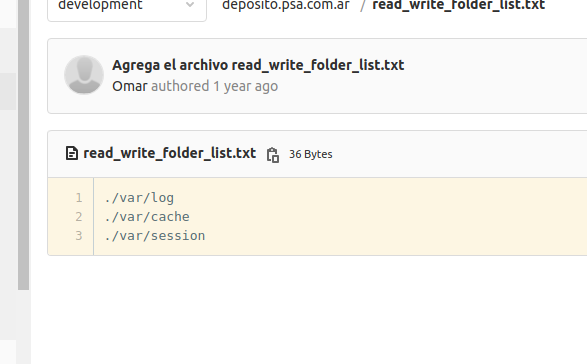 development deposito.psa.com.ar / read_write_folder_list.txt
Agrega el archivo read_write_folder_list.txt
Omar authored 1 year ago
read_write_folder_list.txt 36 Bytes
1 ./var/log
2 ./var/cache
3 ./var/session